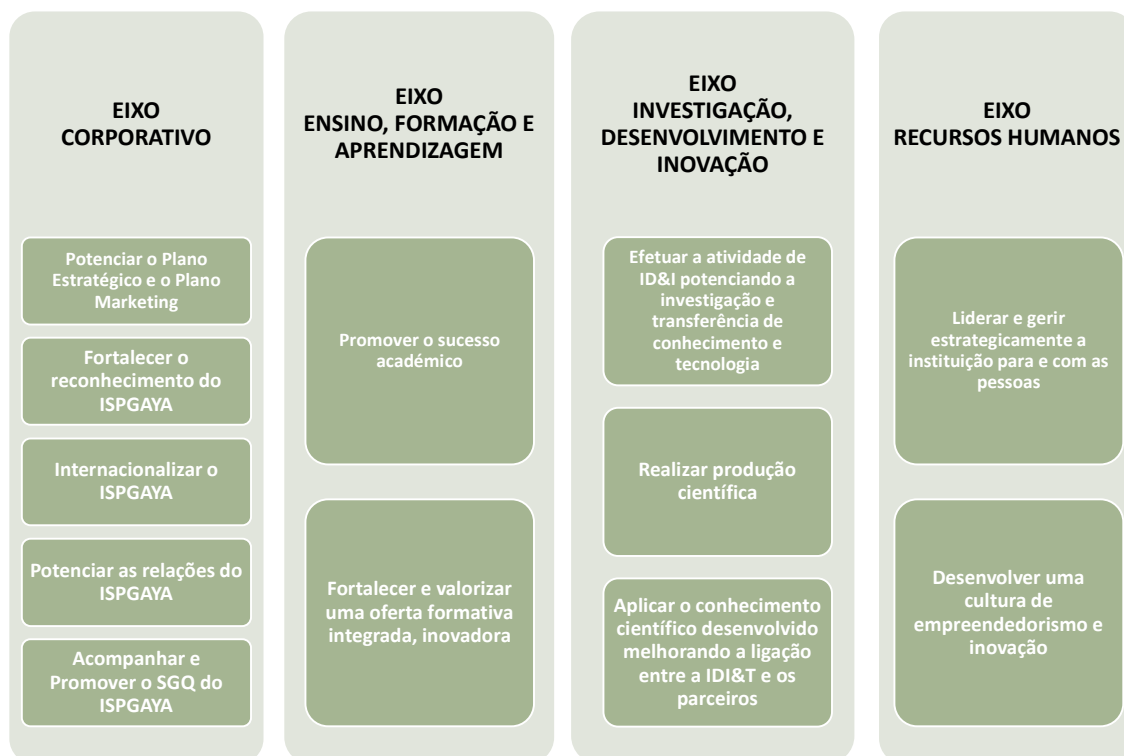 EIXO
CORPORATIVO
Potenciar o Plano
Estratégico e o Plano
Marketing
Fortalecer o
reconhecimento do
ISPGAYA
Internacionalizar o
ISPGAYA
Potenciar as relações do
ISPGAYA
Acompanhar e
Promover o SGQ do
ISPGAYA
EIXO
ENSINO, FORMAÇÃO E
APRENDIZAGEM
Promover o sucesso
académico
Fortalecer e valorizar
uma oferta formativa
integrada, inovadora
EIXO
INVESTIGAÇÃO,
DESENVOLVIMENTO E
INOVAÇÃO
Efetuar a atividade de
ID&I potenciando a
investigação e
transferência de
conhecimento e
tecnologia
Realizar produção
científica
Aplicar o conhecimento
científico desenvolvido
melhorando a ligação
entre a IDI&T e os
parceiros
EIXO
RECURSOS HUMANOS
Liderar e gerir
estrategicamente a
instituição para e com as
pessoas
Desenvolver uma
cultura de
empreendedorismo e
inovação